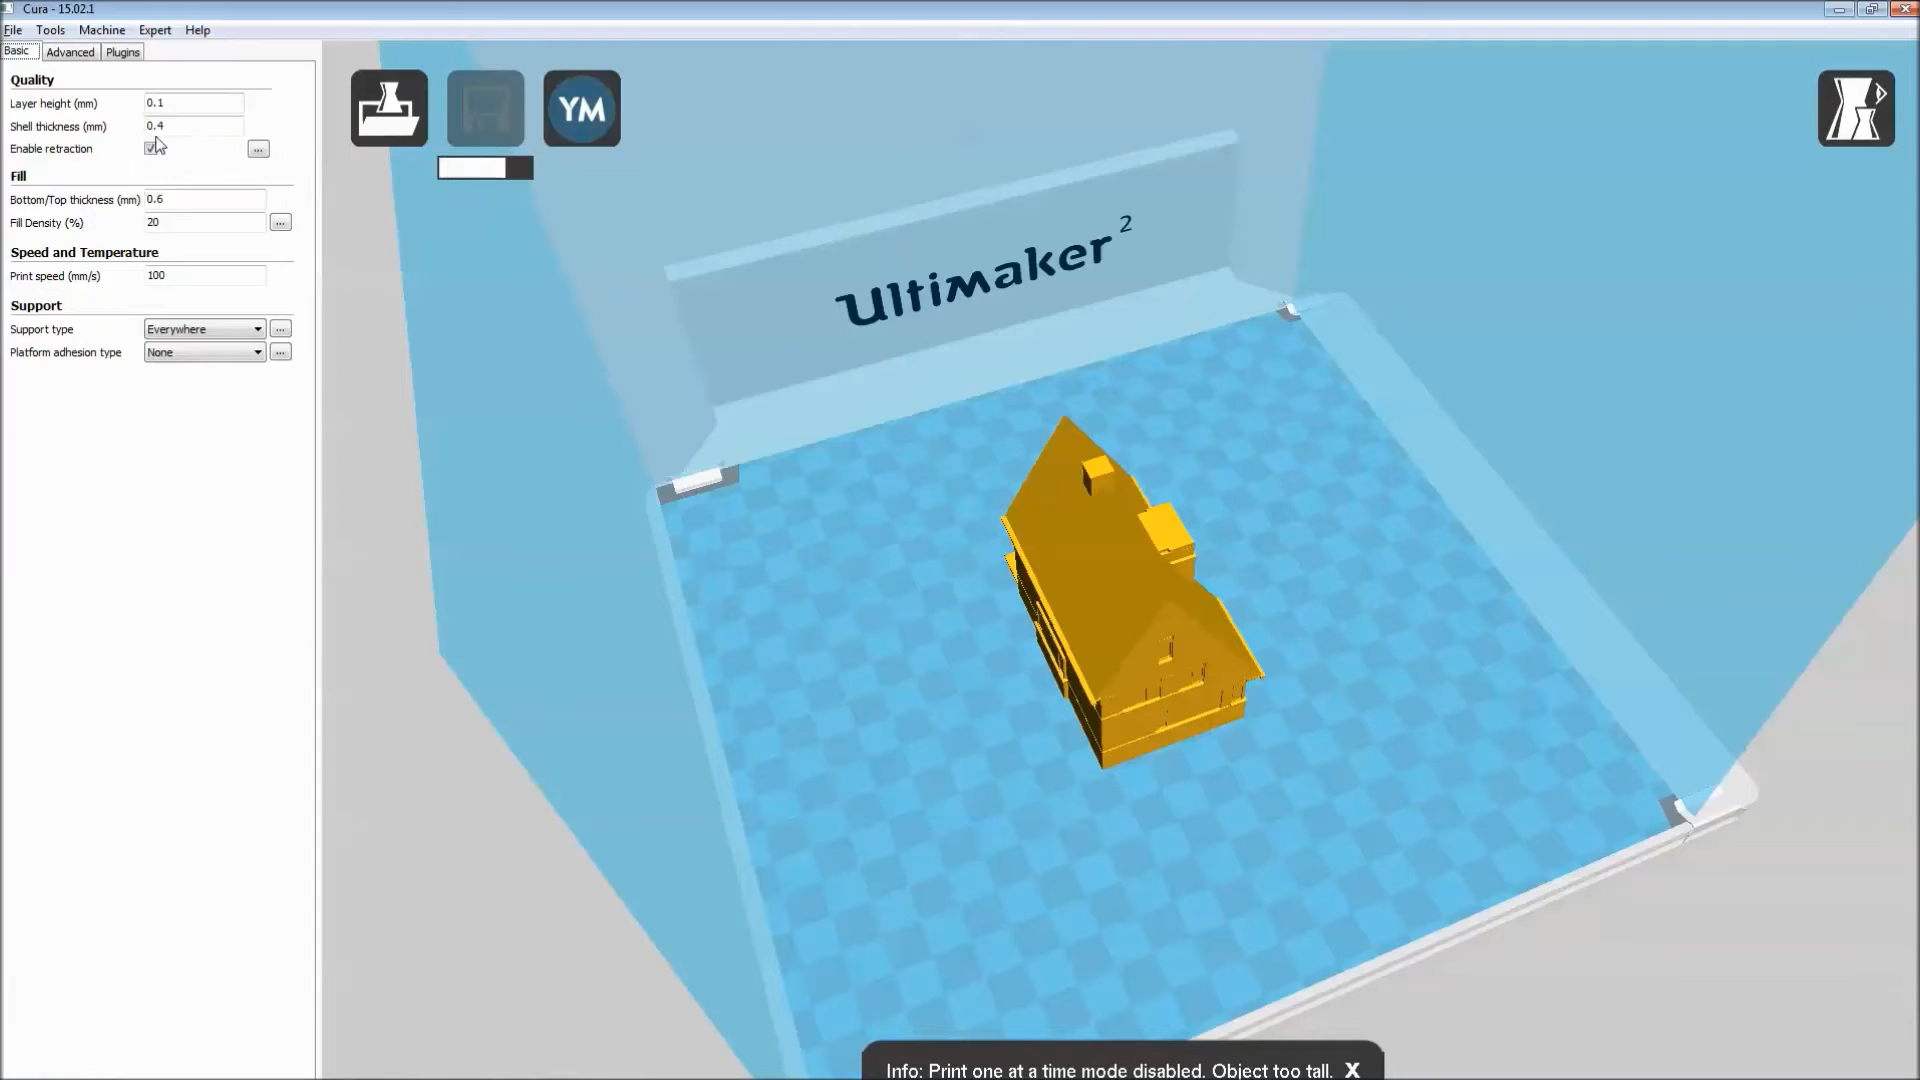 Cura - 15.02.1
File Tools Machine Expert Help
Basic Advanced Plugins
Quality
Layer height (mm) 0.1
Shell thickness (mm) 0.4
Enable retraction ...
Fill
Bottom/Top thickness (mm) 0.6
Fill Density (%) 20 ...
Speed and Temperature
Print speed (mm/s) 100
Support
Support type Everywhere ...
Platform adhesion type None ...
YM
Ultimaker²
Info: Print one at a time mode disabled. Object too tall. X